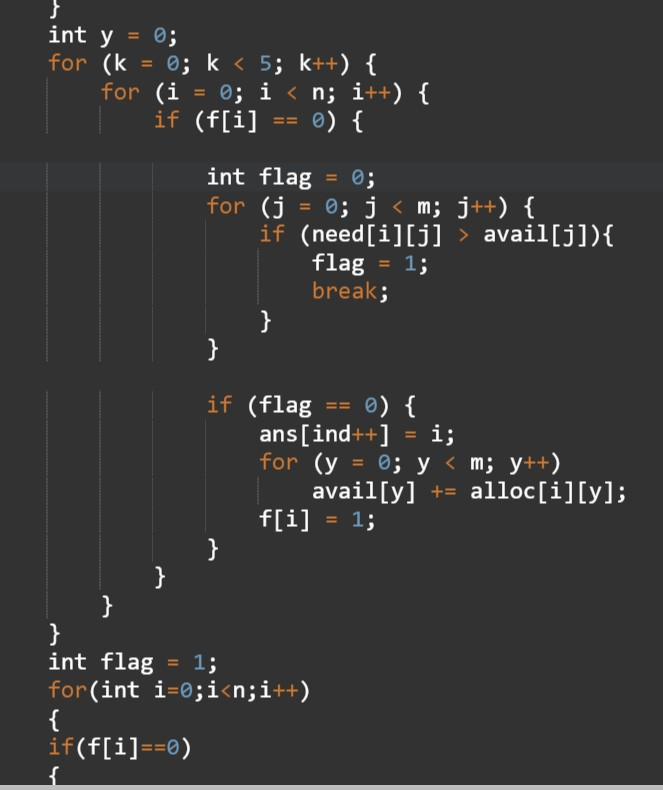 }
int y = 0;
for (k = 0; k < 5; k++) {
for (i = 0; i < n; i++) {
if (f[i] == 0) {
int flag = 0;
for (j = 0; j < m; j++) {
if (need[i][j] > avail[j]){
flag = 1;
break;
}
}
if (flag == 0) {
ans[ind++] = i;
for (y = 0; y < m; y++)
avail[y] += alloc[i][y];
f[i] = 1;
}
}
}
}
int flag = 1;
for(int i=0;i<n;i++)
{
if(f[i]==0)
{